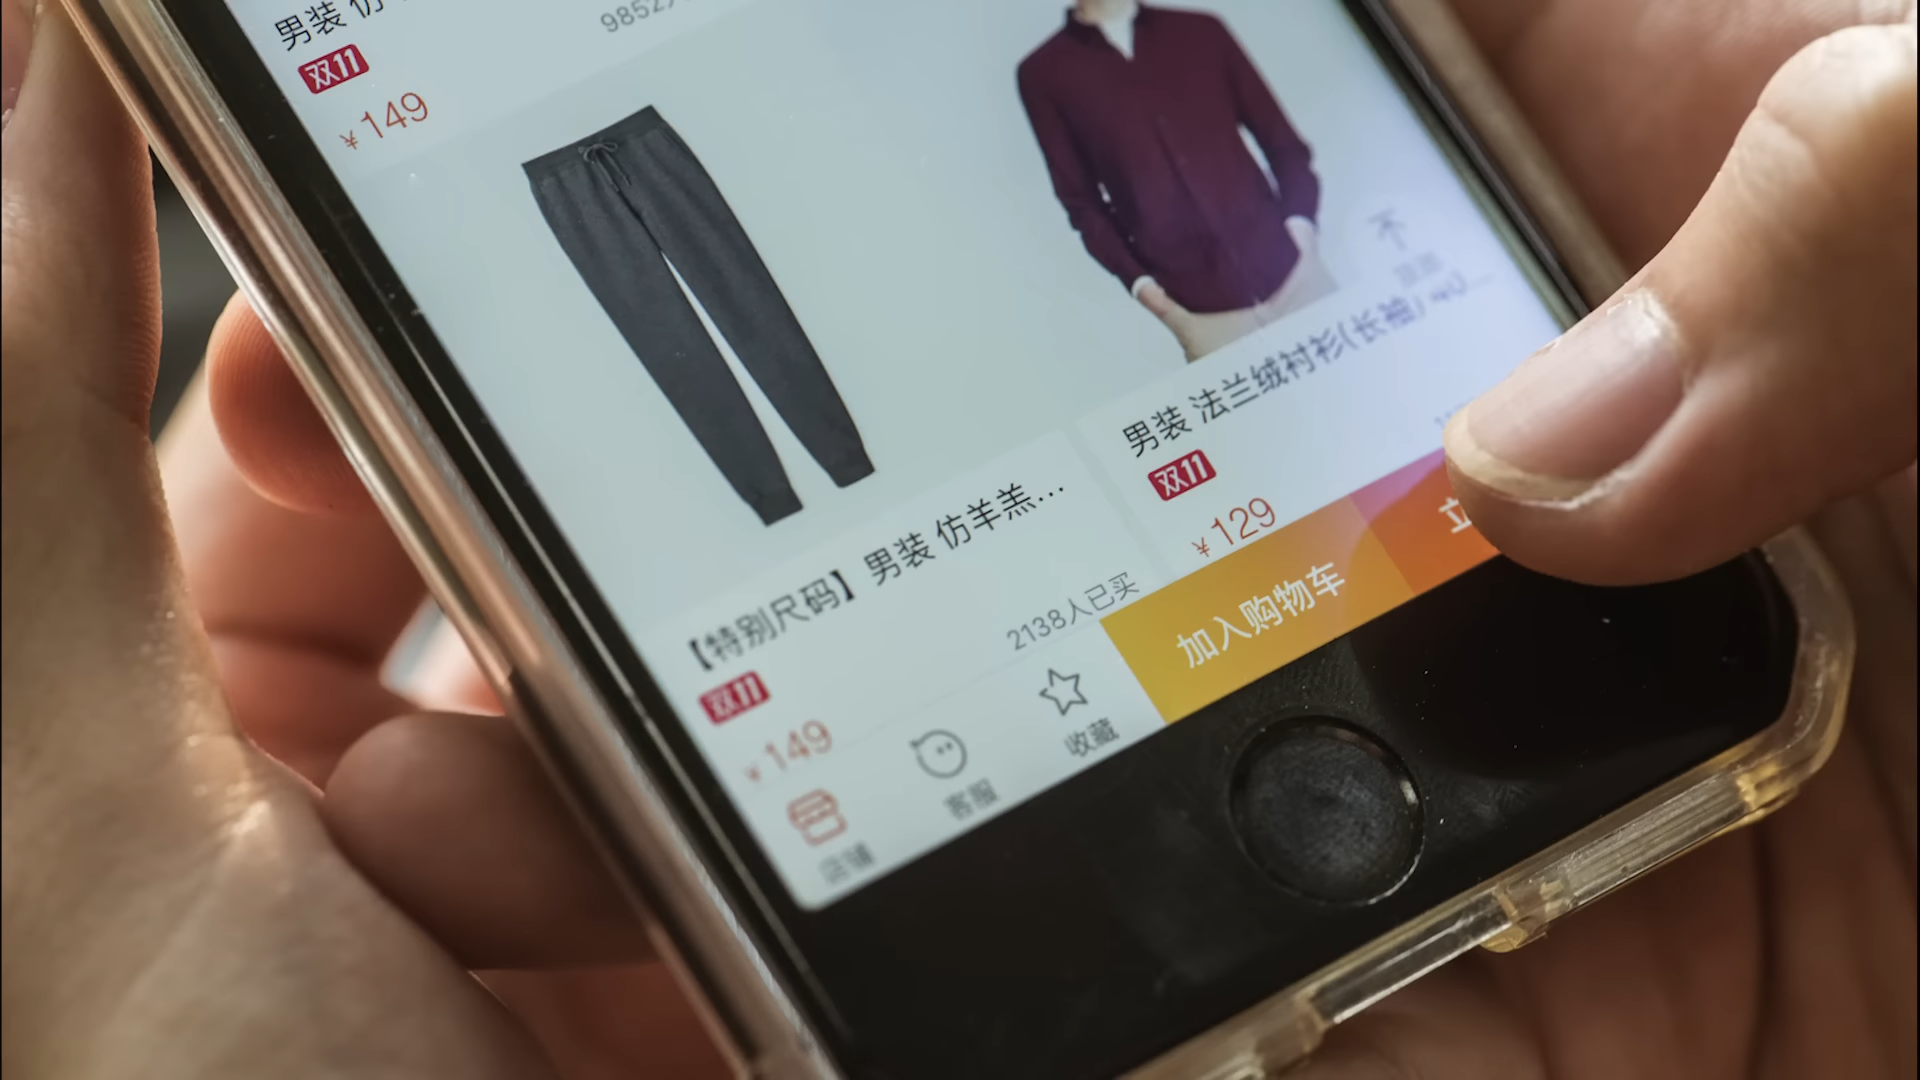 男装 仿
9852
双11
¥149
男装 法兰绒衬衫(长袖)
双11
¥129
【特别尺码】男装 仿羊羔...
2138人已买
双11
¥149
店铺
客服
收藏
加入购物车
立